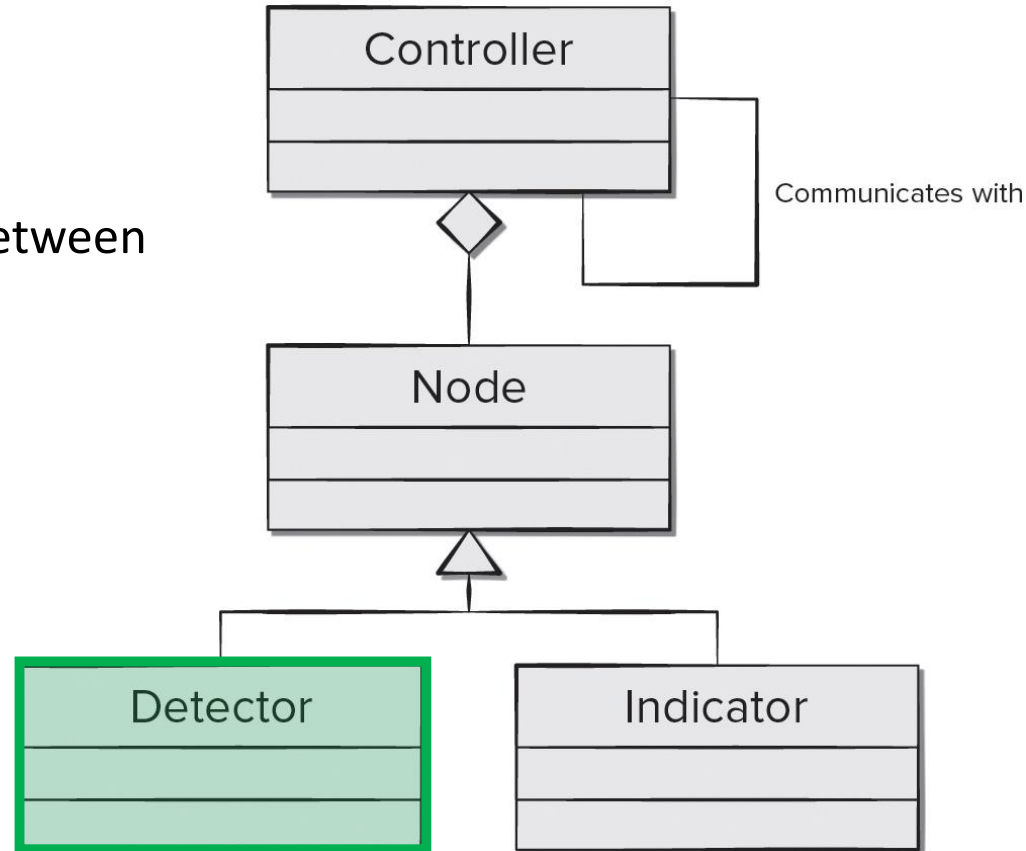 Controller
Communicates with
etween
Node
Detector
Indicator